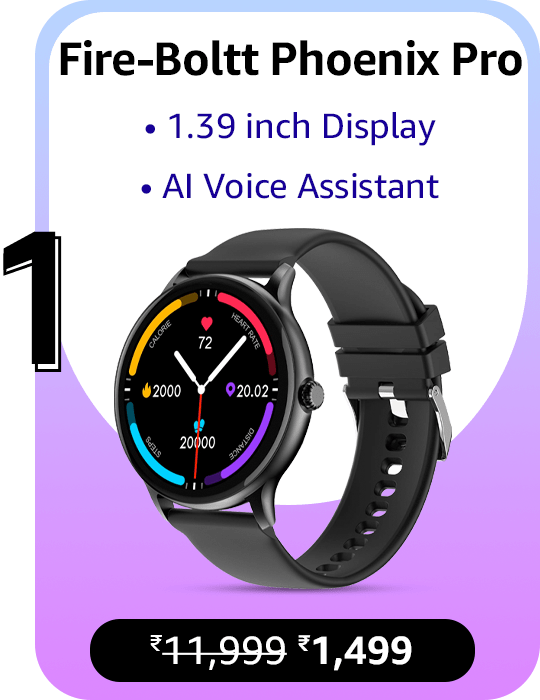 Fire-Boltt Phoenix Pro
• 1.39 inch Display
• AI Voice Assistant
1
CALORIE
HEART RATE
72
2000
20.02
20000
STEPS
DISTANCE
₹11,999 ₹1,499